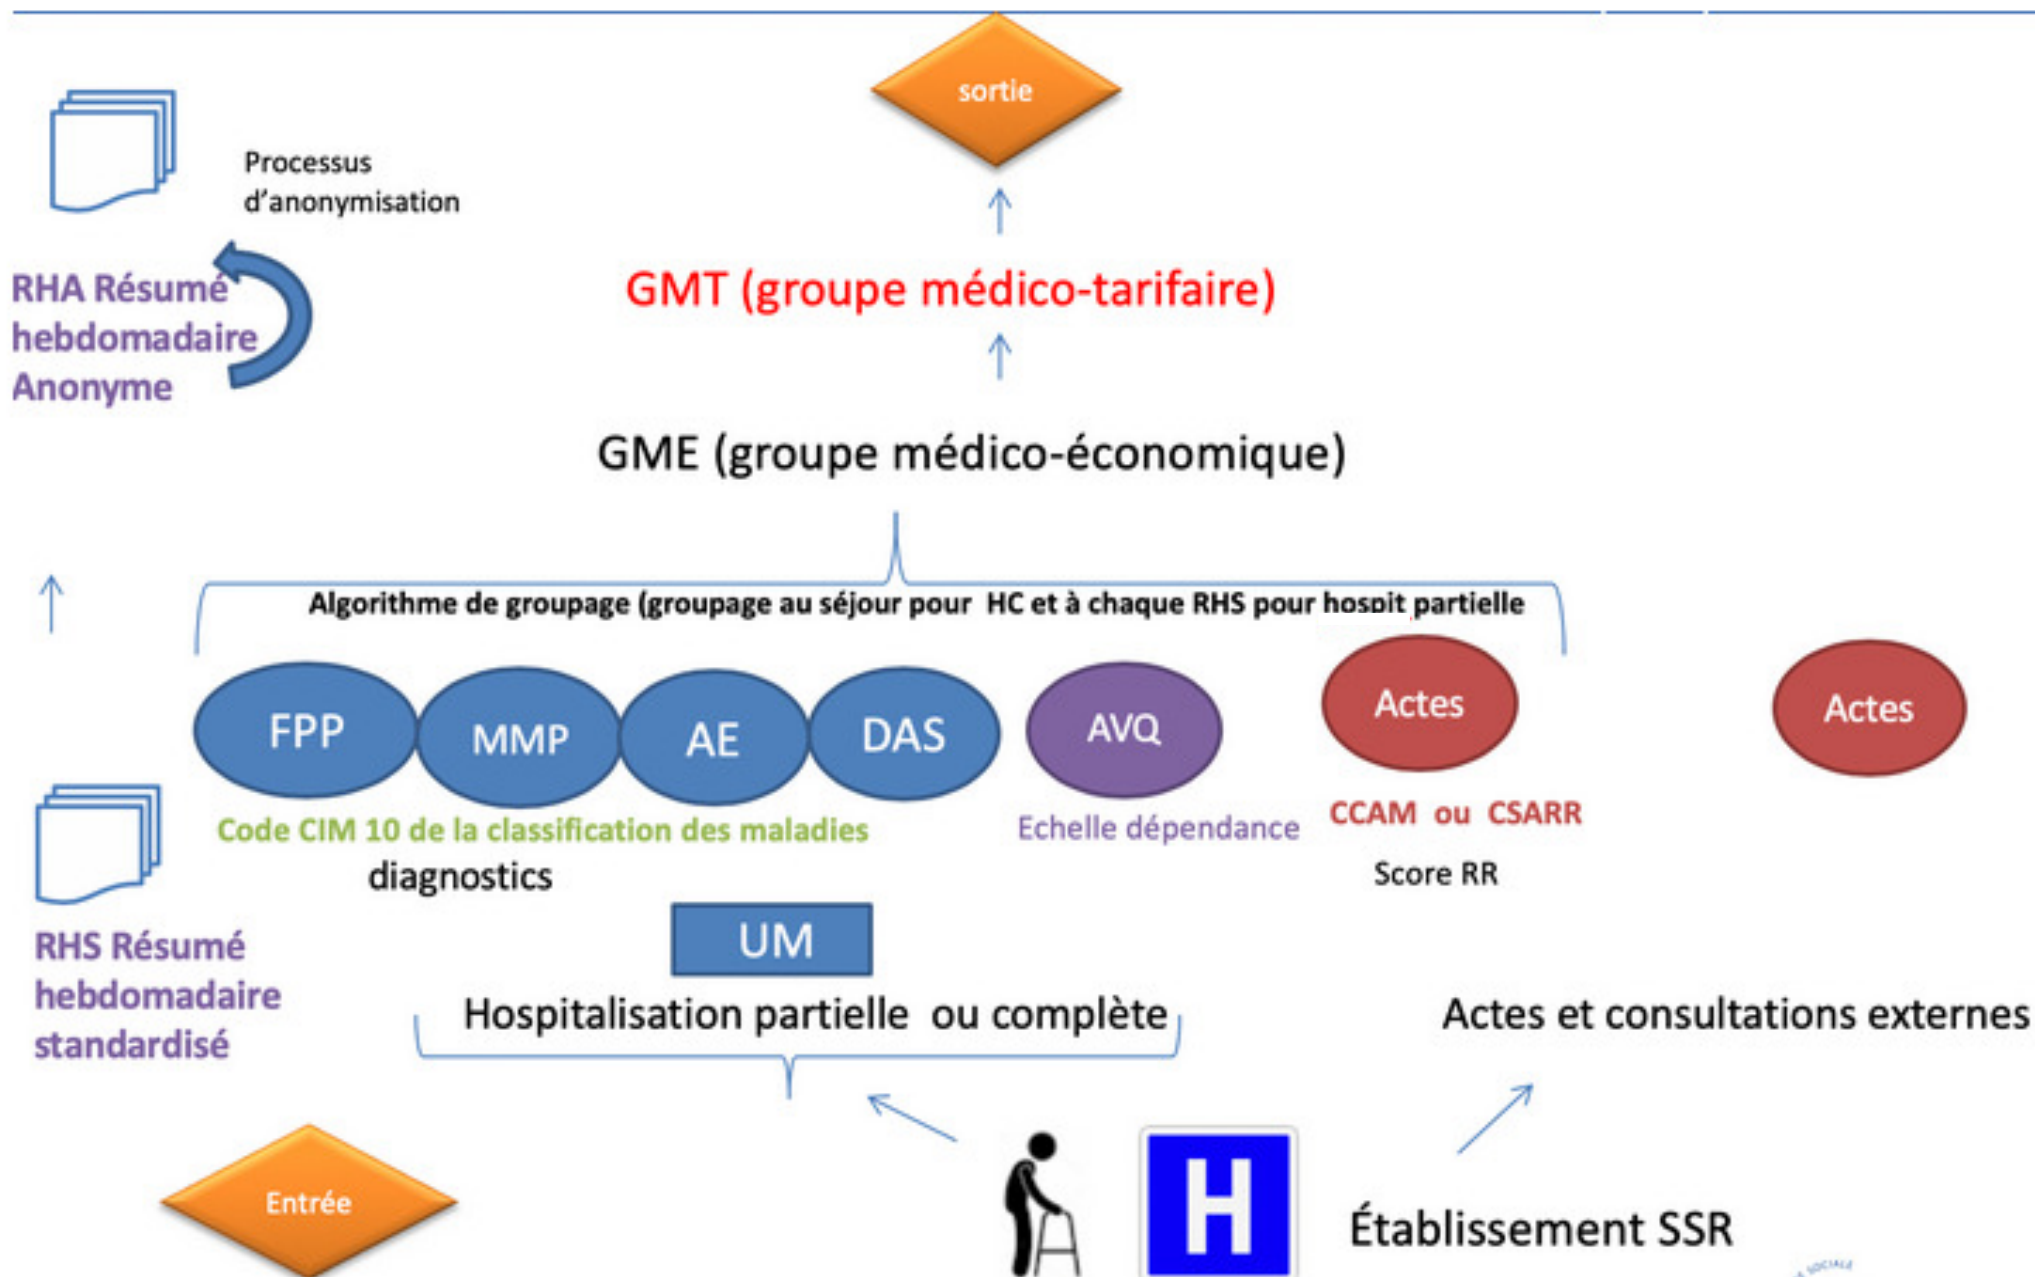 sortie
Processus
d'anonymisation
RHA Résumé
hebdomadaire
Anonyme
GMT (groupe médico-tarifaire)
GME (groupe médico-économique)
Algorithme de groupage (groupage au séjour pour HC et à chaque RHS pour hospit partielle
FPP
MMP
AE
DAS
AVQ
Actes
Actes
Code CIM 10 de la classification des maladies
diagnostics
Echelle dépendance
CCAM ou CSARR
Score RR
UM
RHS Résumé
hebdomadaire
standardisé
Hospitalisation partielle ou complète
Actes et consultations externes
Entrée
H
Établissement SSR
SOCIALE